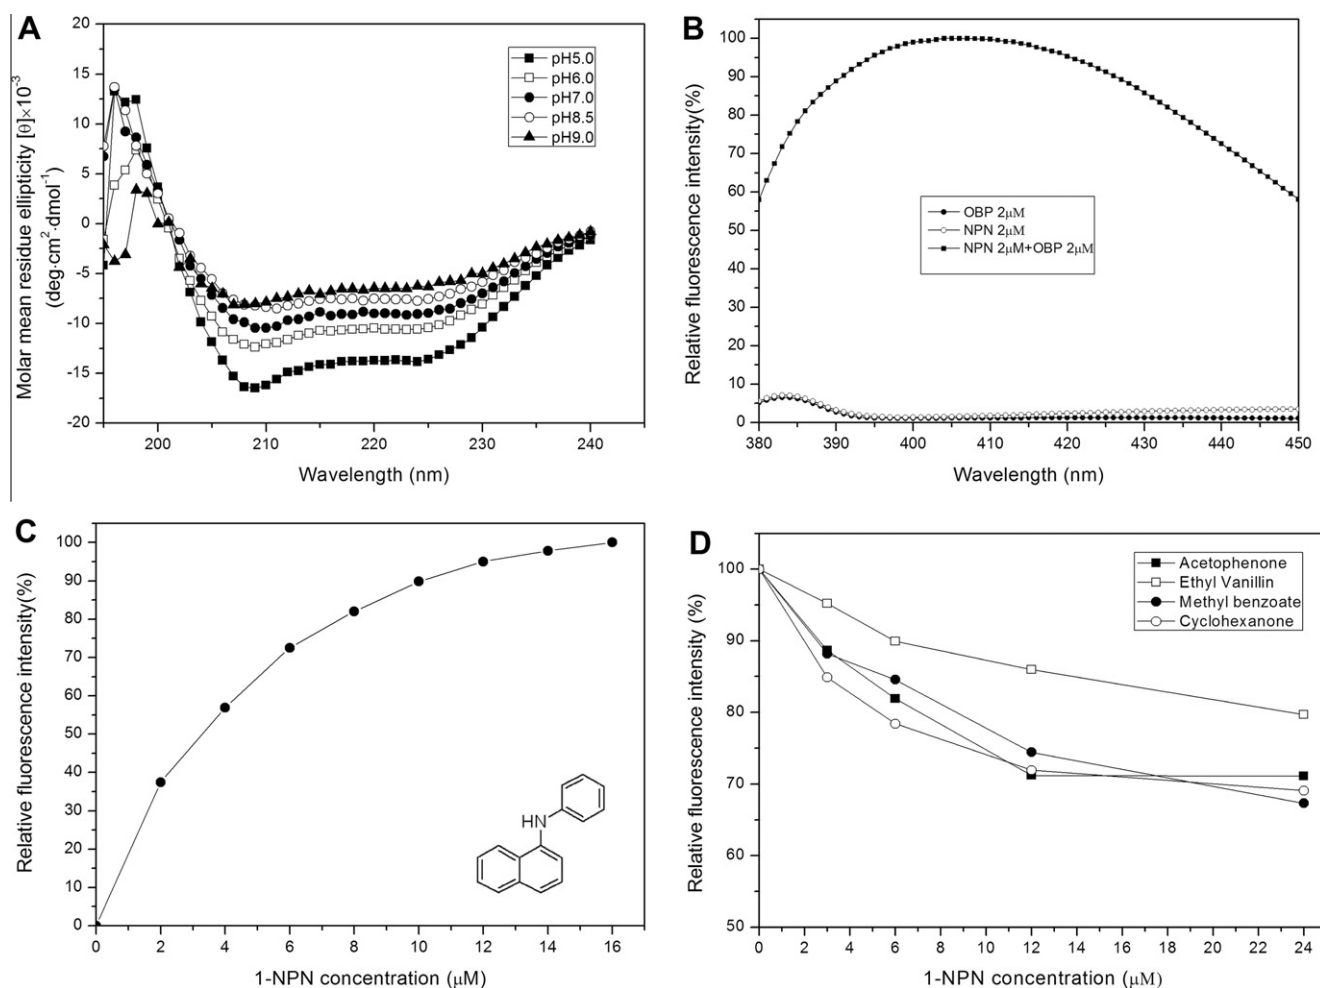 A
Molar mean residue ellipticity [θ]×10⁻³
(deg·cm²·dmol⁻¹)
20
15
10
5
0
-5
-10
-15
-20
pH5.0
pH6.0
pH7.0
pH8.5
pH9.0
200 210 220 230 240
Wavelength (nm)
B
Relative fluorescence intensity(%)
100
90
80
70
60
50
40
30
20
10
0
OBP 2μM
NPN 2μM
NPN 2μM+OBP 2μM
380 390 400 410 420 430 440 450
Wavelength (nm)
C
Relative fluorescence intensity(%)
100
90
80
70
60
50
40
30
20
10
0
HN
0 2 4 6 8 10 12 14 16
1-NPN concentration (μM)
D
Relative fluorescence intensity (%)
100
90
80
70
60
50
Acetophenone
Ethyl Vanillin
Methyl benzoate
Cyclohexanone
0 2 4 6 8 10 12 14 16 18 20 22 24
1-NPN concentration (μM)